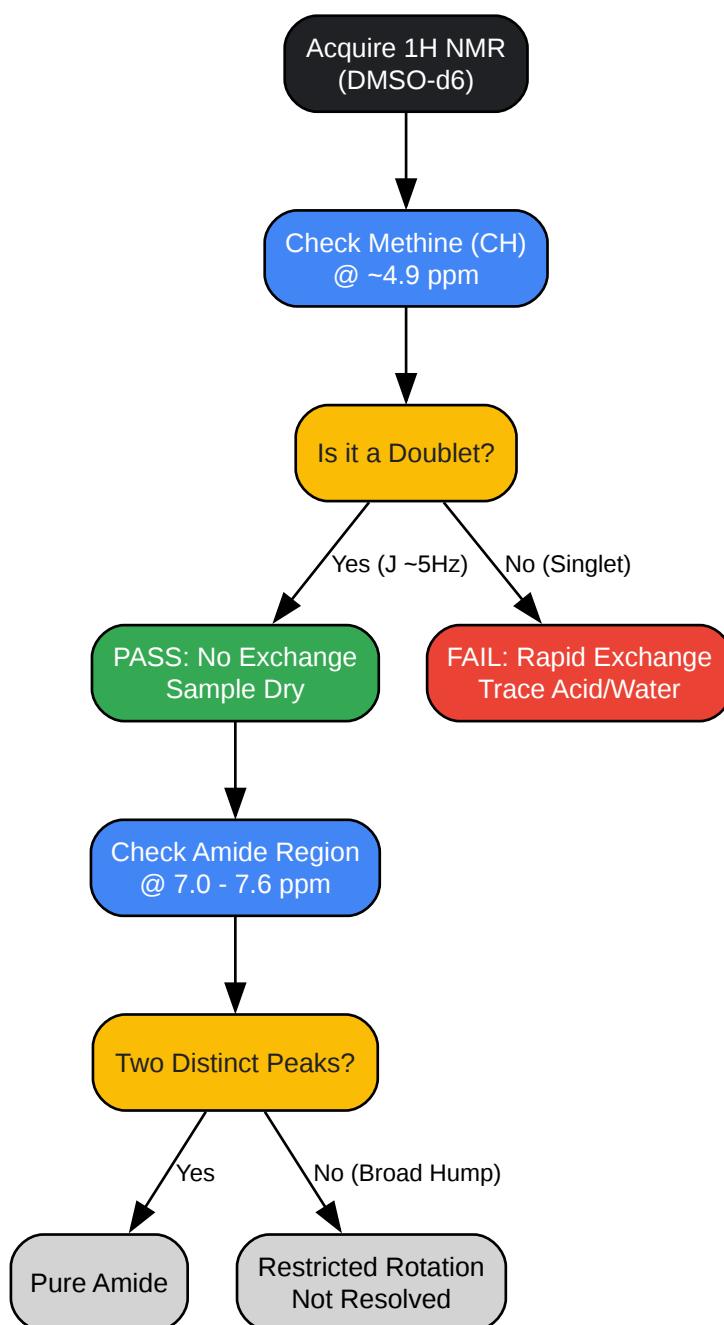 Acquire 1H NMR
(DMSO-d6)
Check Methine (CH)
@ ~4.9 ppm
Is it a Doublet?
Yes (J ~5Hz)
No (Singlet)
PASS: No Exchange
Sample Dry
FAIL: Rapid Exchange
Trace Acid/Water
Check Amide Region
@ 7.0 - 7.6 ppm
Two Distinct Peaks?
Yes
No (Broad Hump)
Pure Amide
Restricted Rotation
Not Resolved